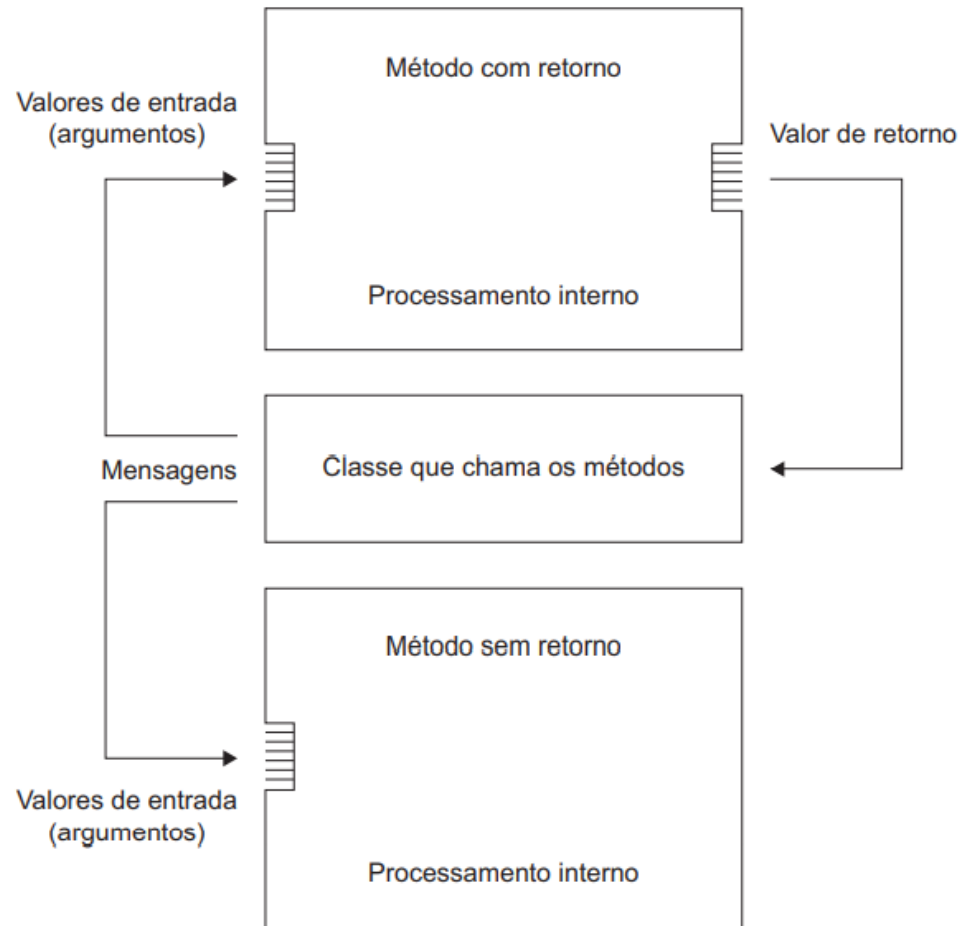 Método com retorno
Valores de entrada
(argumentos)
Valor de retorno
Processamento interno
Mensagens
Classe que chama os métodos
Método sem retorno
Valores de entrada
(argumentos)
Processamento interno